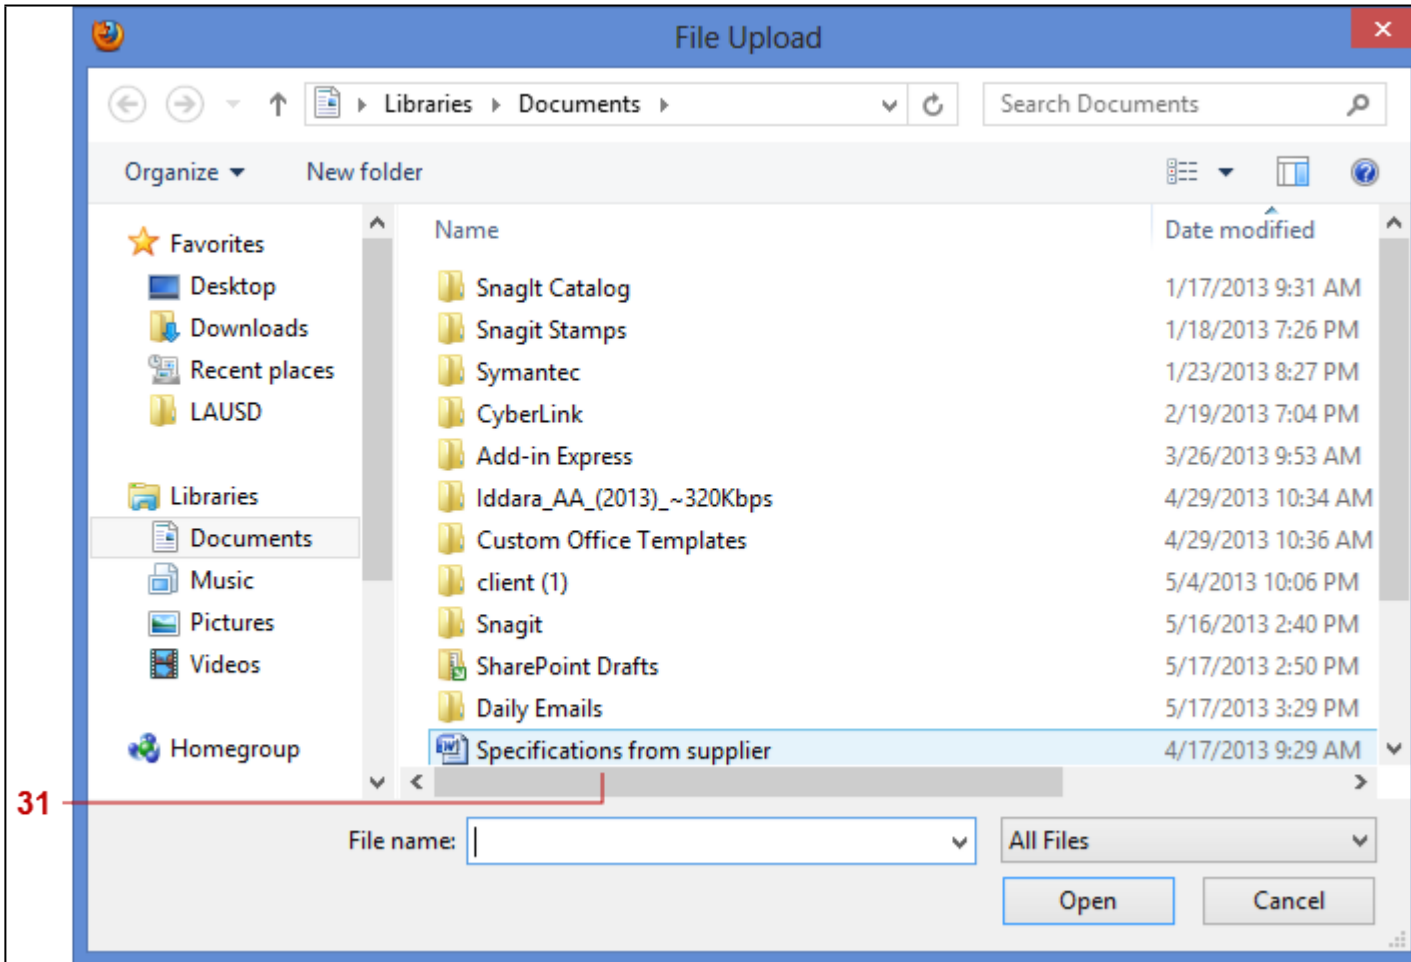 File Upload
Libraries Documents
Search Documents
Organize New folder
Favorites
Desktop
Downloads
Recent places
LAUSD
Libraries
Documents
Music
Pictures
Videos
Homegroup
Name Date modified
SnagIt Catalog 1/17/2013 9:31 AM
Snagit Stamps 1/18/2013 7:26 PM
Symantec 1/23/2013 8:27 PM
CyberLink 2/19/2013 7:04 PM
Add-in Express 3/26/2013 9:53 AM
Iddara_AA_(2013)_~320Kbps 4/29/2013 10:34 AM
Custom Office Templates 4/29/2013 10:36 AM
client (1) 5/4/2013 10:06 PM
Snagit 5/16/2013 2:40 PM
SharePoint Drafts 5/17/2013 2:50 PM
Daily Emails 5/17/2013 3:29 PM
Specifications from supplier 4/17/2013 9:29 AM
31
File name: All Files
Open Cancel